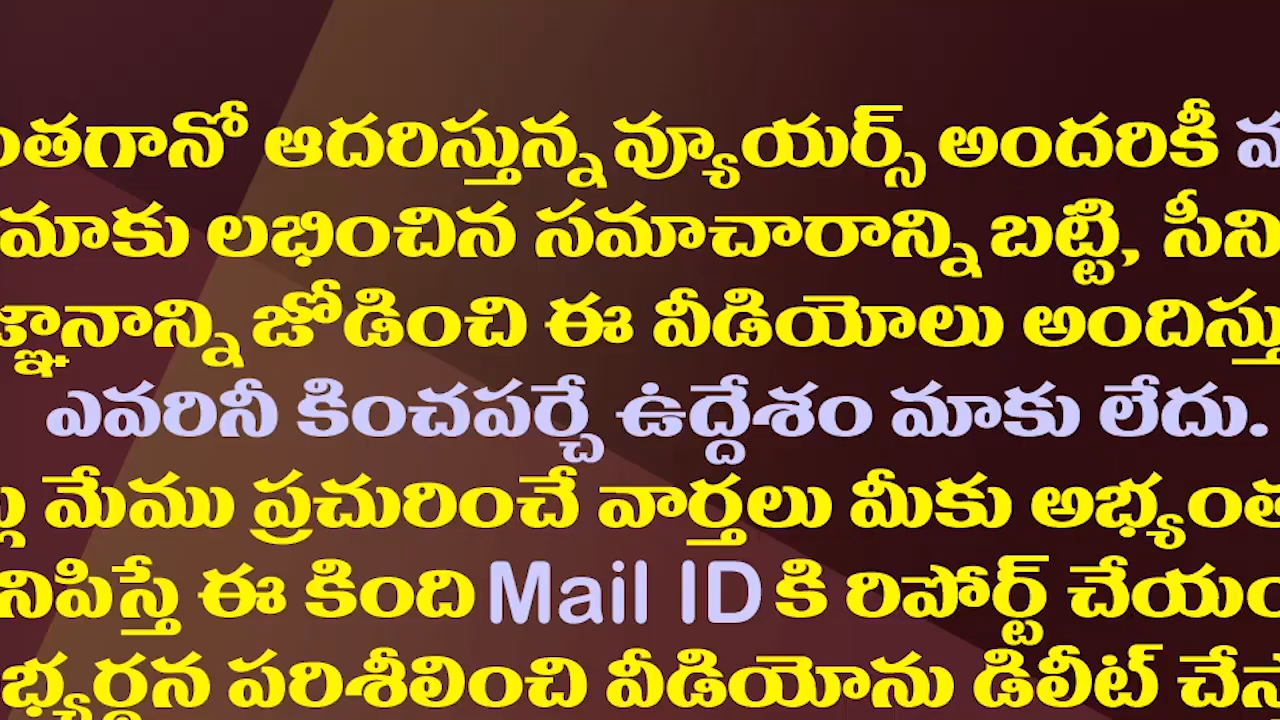 ంతగానో ఆదరిస్తున్న వ్యూయర్స్ అందరికీ
మాకు లభించిన సమాచారాన్ని బట్టి, సీని
జ్ఞానాన్ని జోడించి ఈ వీడియోలు అందిస్తు
ఎవరినీ కించపర్చే ఉద్దేశం మాకు లేదు.
మేము ప్రచురించే వార్తలు మీకు అభ్యంత
నిపిస్తే ఈ కింది Mail ID కి రిపోర్ట్ చేయం
భ్యర్థన పరిశీలించి వీడియోను డిలీట్ చేస